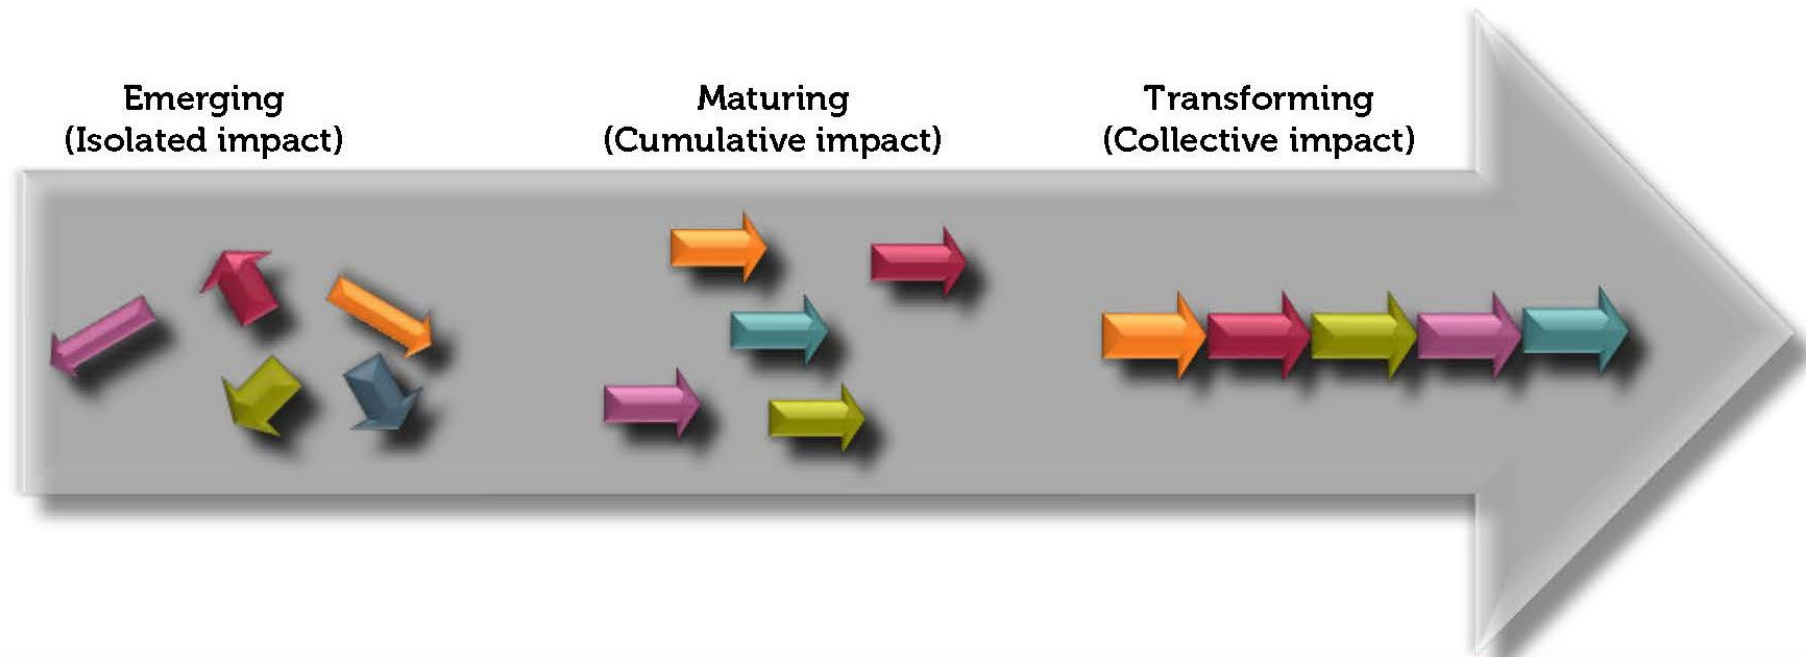 Emerging
(Isolated impact)
Maturing
(Cumulative impact)
Transforming
(Collective impact)